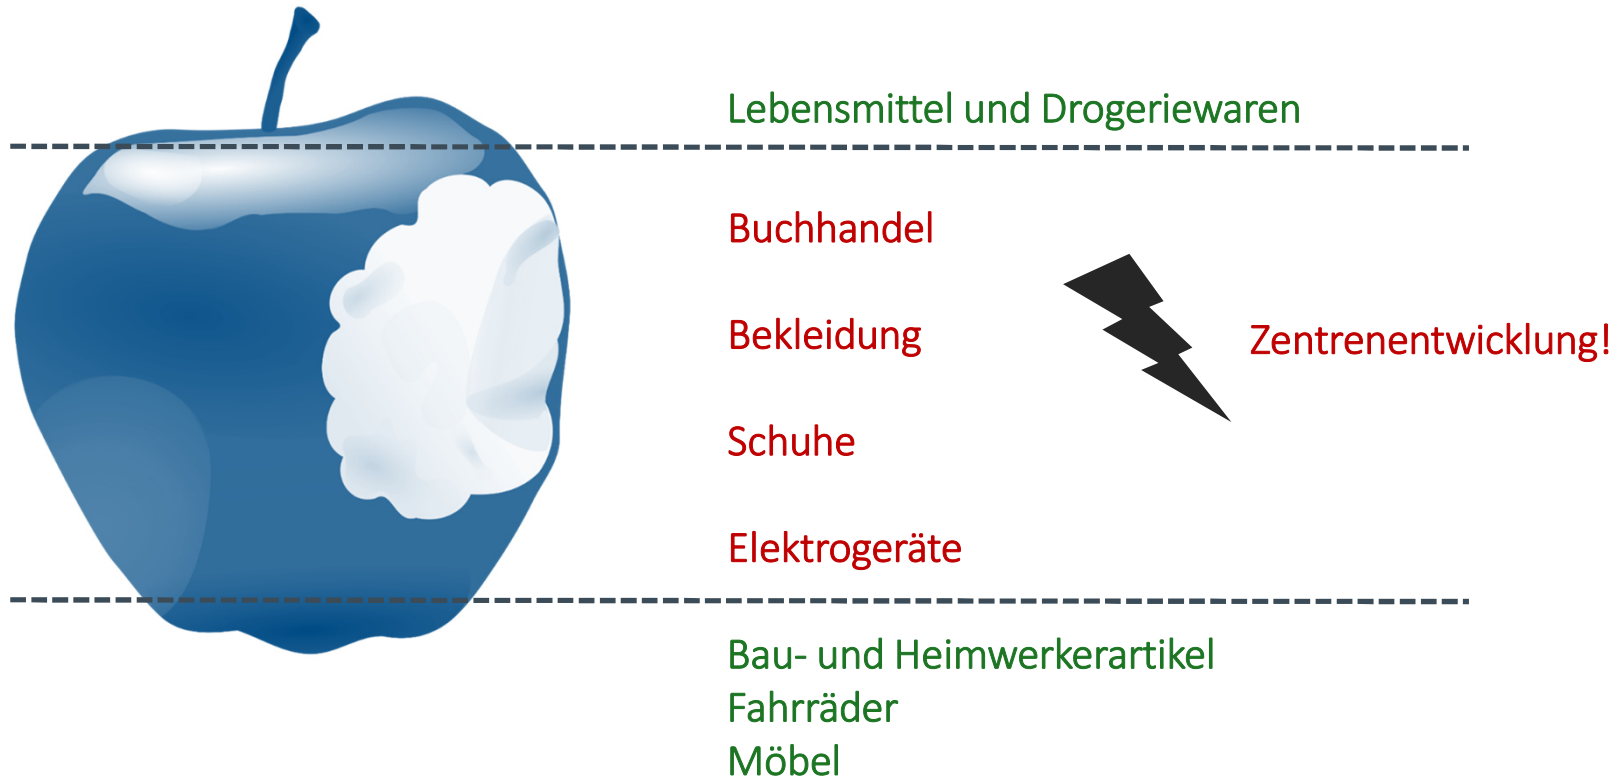 Lebensmittel und Drogeriewaren
Buchhandel
Bekleidung
Zentrenentwicklung!
Schuhe
Elektrogeräte
Bau- und Heimwerkerartikel
Fahrräder
Möbel